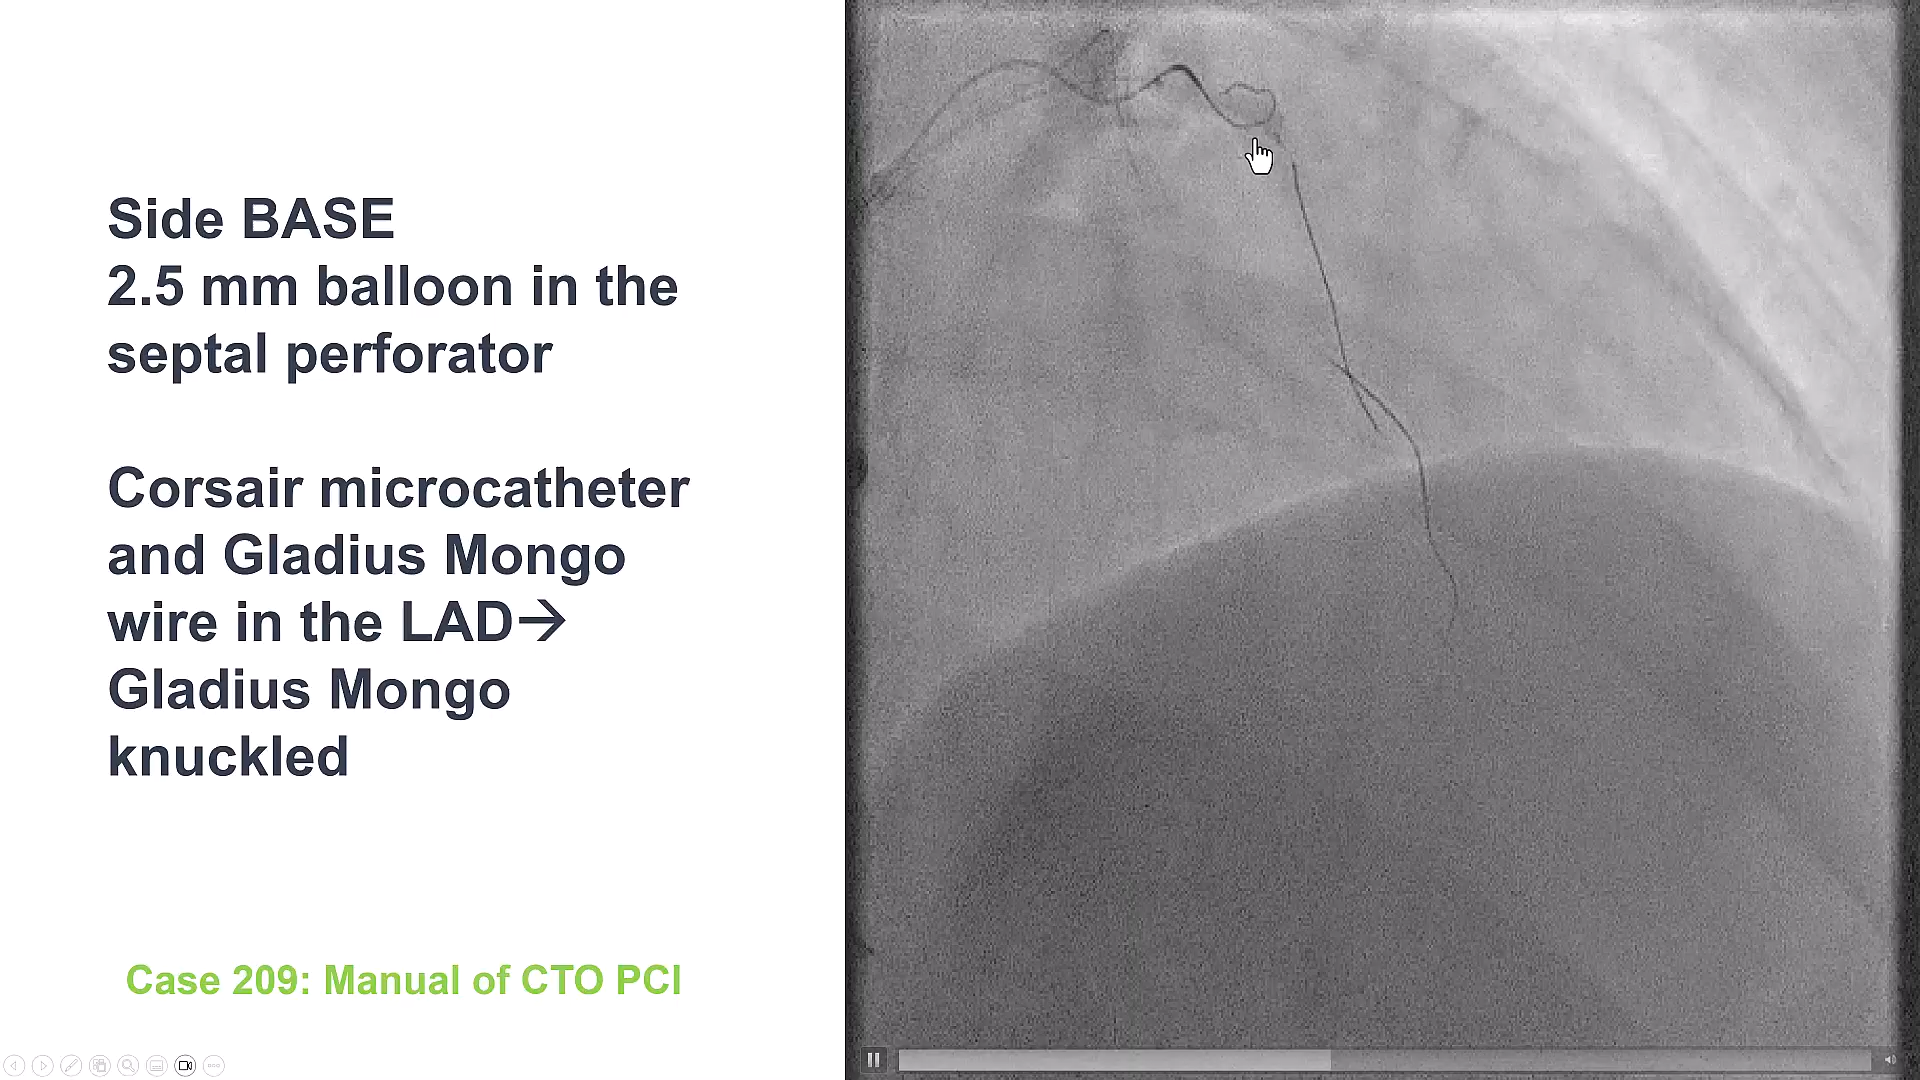 Side BASE
2.5 mm balloon in the
septal perforator
Corsair microcatheter
and Gladius Mongo
wire in the LAD→
Gladius Mongo
knuckled
Case 209: Manual of CTO PCI